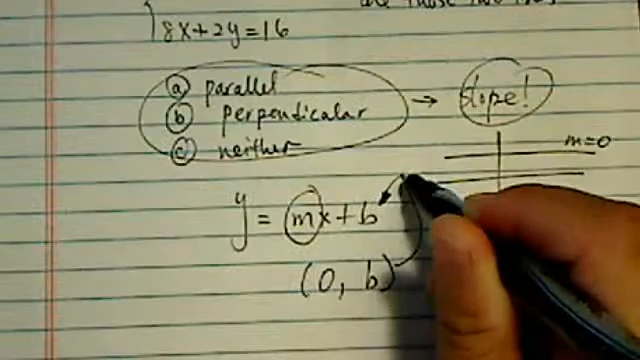 8x+2y=16
(a) parallel
(b) perpendicular → slope!
(c) neither
m=0
y = mx+b
(0, b)